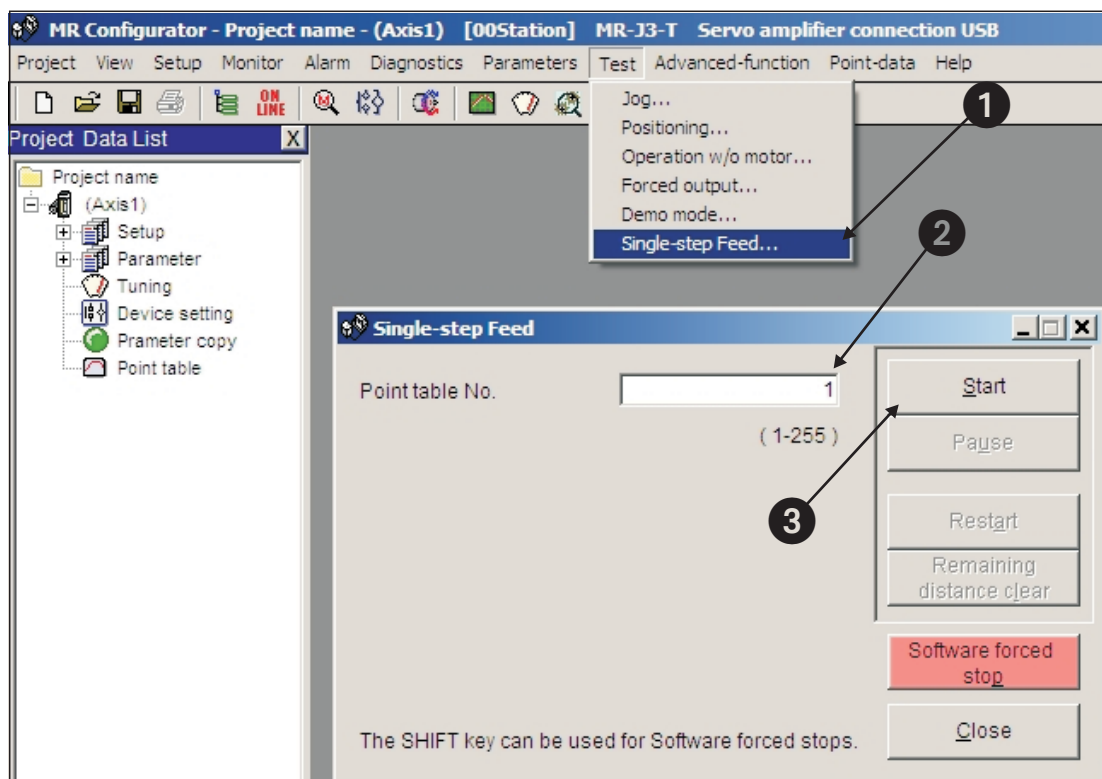 MR Configurator - Project name - (Axis1) [00Station] MR-J3-T Servo amplifier connection USB
Project View Setup Monitor Alarm Diagnostics Parameters Test Advanced-function Point-data Help
ON LINE
Jog...
Positioning...
Operation w/o motor...
Forced output...
Demo mode...
Single-step Feed...
1
2
3
Project Data List X
Project name
(Axis1)
Setup
Parameter
Tuning
Device setting
Prameter copy
Point table
Single-step Feed
Point table No. 1
( 1-255 )
Start
Pause
Restart
Remaining
distance clear
Software forced
stop
Close
The SHIFT key can be used for Software forced stops.